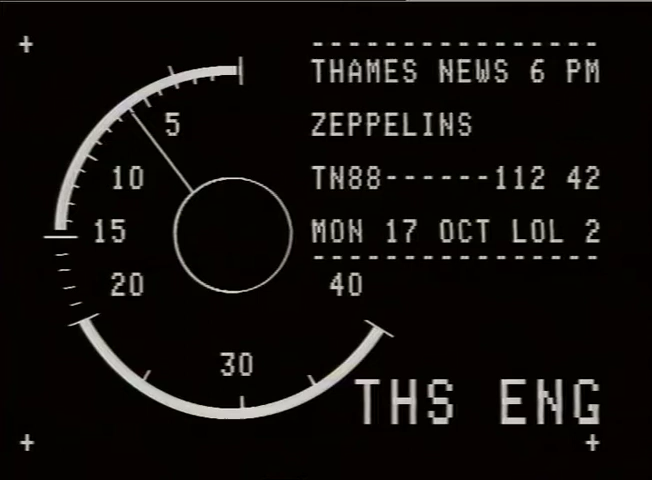 THAMES NEWS 6 PM
ZEPPELINS
TN88------112 42
MON 17 OCT LOL 2
5
10
15
20
30
40
THS ENG